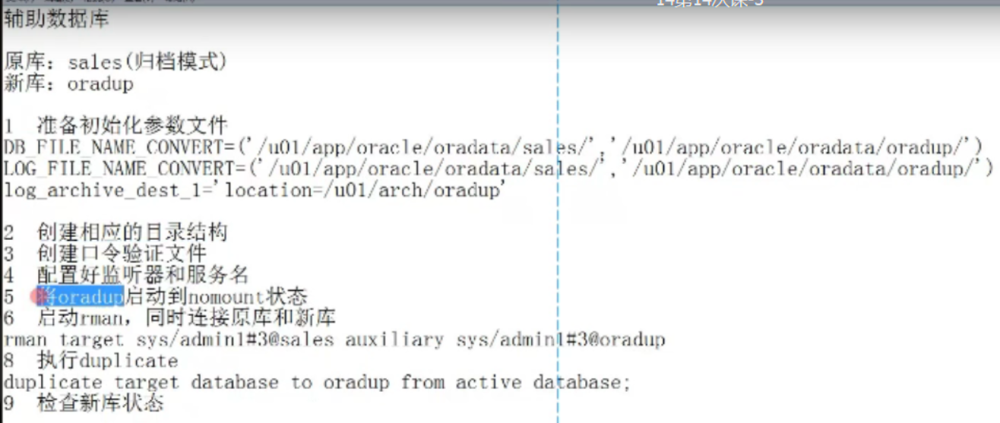 辅助数据库
原库：sales(归档模式)
新库：oradup
1 准备初始化参数文件
DB_FILE_NAME_CONVERT=('/u01/app/oracle/oradata/sales/','/u01/app/oracle/oradata/oradup/')
LOG_FILE_NAME_CONVERT=('/u01/app/oracle/oradata/sales/','/u01/app/oracle/oradata/oradup/')
log_archive_dest_1='location=/u01/arch/oradup'
2 创建相应的目录结构
3 创建口令验证文件
4 配置好监听器和服务名
5 将oradup启动到nomount状态
6 启动rman，同时连接原库和新库
rman target sys/admin1#3@sales auxiliary sys/admin1#3@oradup
8 执行duplicate
duplicate target database to oradup from active database;
9 检查新库状态